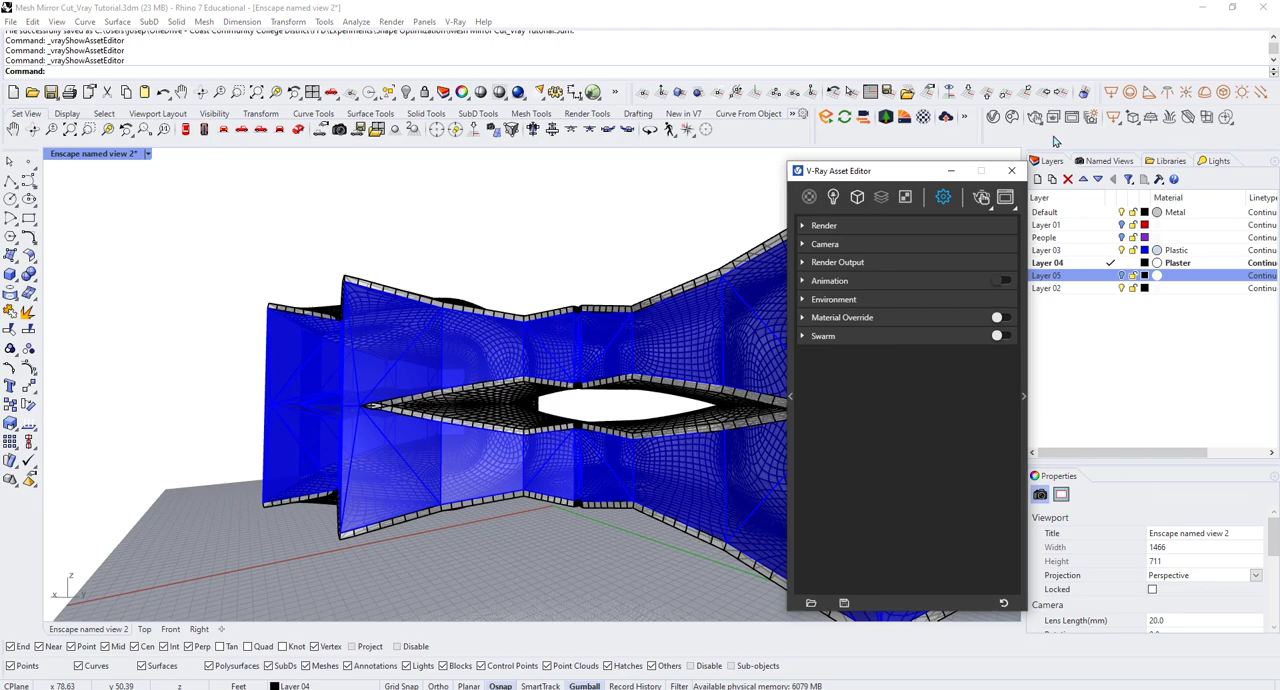 Mesh Mirror Cut_Vray Tutorial.3dm (23 MB) - Rhino 7 Educational - [Enscape named view 2*]
File Edit View Curve Surface SubD Solid Mesh Dimension Transform Tools Analyze Render Panels V-Ray Help
Command: _vrayShowAssetEditor
Command: _vrayShowAssetEditor
Command: _vrayShowAssetEditor
Command:
Set View Display Select Viewport Layout Visibility Transform Curve Tools Surface Tools Solid Tools SubD Tools Mesh Tools Render Tools Drafting New in V7 Curve From Object
Enscape named view 2*
V-Ray Asset Editor
Render
Camera
Render Output
Animation
Environment
Material Override
Swarm
Layers Named Views Libraries Lights
Layer Material Linetype
Default Metal Continu
Layer 01 Continu
People Continu
Layer 03 Plastic Continu
Layer 04 Plaster Continu
Layer 05 Continu
Layer 02 Continu
Properties
Viewport
Title Enscape named view 2
Width 1466
Height 711
Projection Perspective
Locked
Camera
Lens Length(mm) 20.0
z
x y
Enscape named view 2 Top Front Right
End Near Point Mid Cen Int Perp Tan Quad Knot Vertex Project Disable
Points Curves Surfaces Polysurfaces SubDs Meshes Annotations Lights Blocks Control Points Point Clouds Hatches Others Disable Sub-objects
CPlane x 78.63 y 50.39 z Feet Layer 04 Grid Snap Ortho Planar Osnap SmartTrack Gumball Record History Filter Available physical memory: 6079 MB